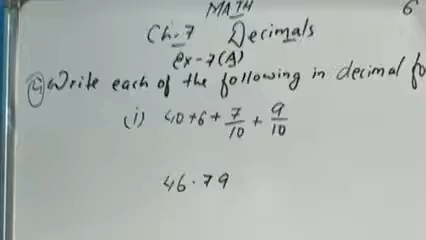 MATH 6
Ch.7 Decimals
ex-7(A)
Write each of the following in decimal fo
(i) 40+6+7/10+9/10
46.79